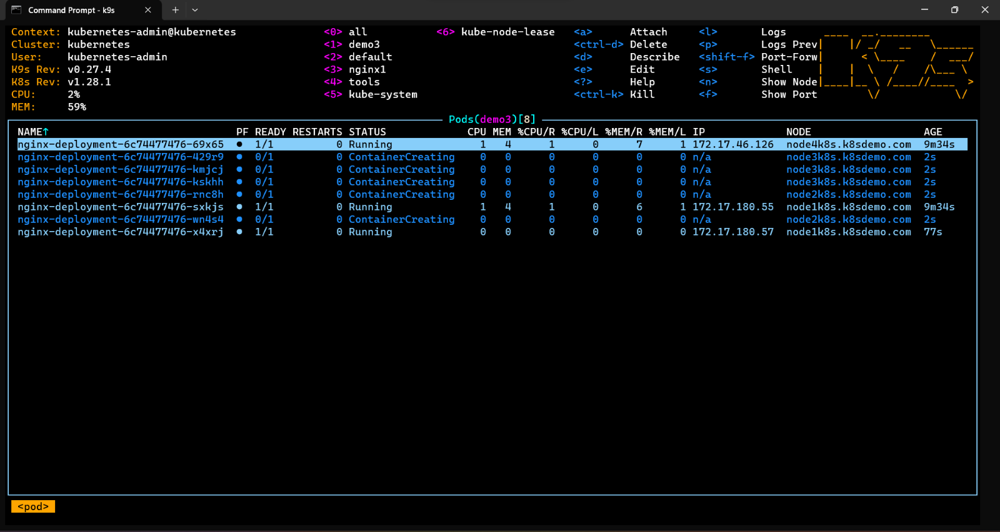 Command Prompt - k9s
Context: kubernetes-admin@kubernetes <0> all <6> kube-node-lease <a> Attach <l> Logs
Cluster: kubernetes <1> demo3 <ctrl-d> Delete <p> Logs Prev
User: kubernetes-admin <2> default <d> Describe <shift-f> Port-Forw
K9s Rev: v0.27.4 <3> nginx1 <e> Edit <s> Shell
K8s Rev: v1.28.1 <4> tools <?> Help <n> Show Node
CPU: 2% <5> kube-system <ctrl-k> Kill <f> Show Port
MEM: 59%
Pods(demo3)[8]
NAME↑ PF READY RESTARTS STATUS CPU MEM %CPU/R %CPU/L %MEM/R %MEM/L IP NODE AGE
nginx-deployment-6c74477476-69x65 ● 1/1 0 Running 1 4 1 0 7 1 172.17.46.126 node4k8s.k8sdemo.com 9m34s
nginx-deployment-6c74477476-429r9 ● 0/1 0 ContainerCreating 0 0 0 0 0 0 n/a node3k8s.k8sdemo.com 2s
nginx-deployment-6c74477476-kmjcj ● 0/1 0 ContainerCreating 0 0 0 0 0 0 n/a node3k8s.k8sdemo.com 2s
nginx-deployment-6c74477476-kskhh ● 0/1 0 ContainerCreating 0 0 0 0 0 0 n/a node3k8s.k8sdemo.com 2s
nginx-deployment-6c74477476-rnc8h ● 0/1 0 ContainerCreating 0 0 0 0 0 0 n/a node2k8s.k8sdemo.com 2s
nginx-deployment-6c74477476-sxkjs ● 1/1 0 Running 1 4 1 0 6 1 172.17.180.55 node1k8s.k8sdemo.com 9m34s
nginx-deployment-6c74477476-wn4s4 ● 0/1 0 ContainerCreating 0 0 0 0 0 0 n/a node2k8s.k8sdemo.com 2s
nginx-deployment-6c74477476-x4xrj ● 1/1 0 Running 0 0 0 0 0 0 172.17.180.57 node1k8s.k8sdemo.com 77s
<pod>